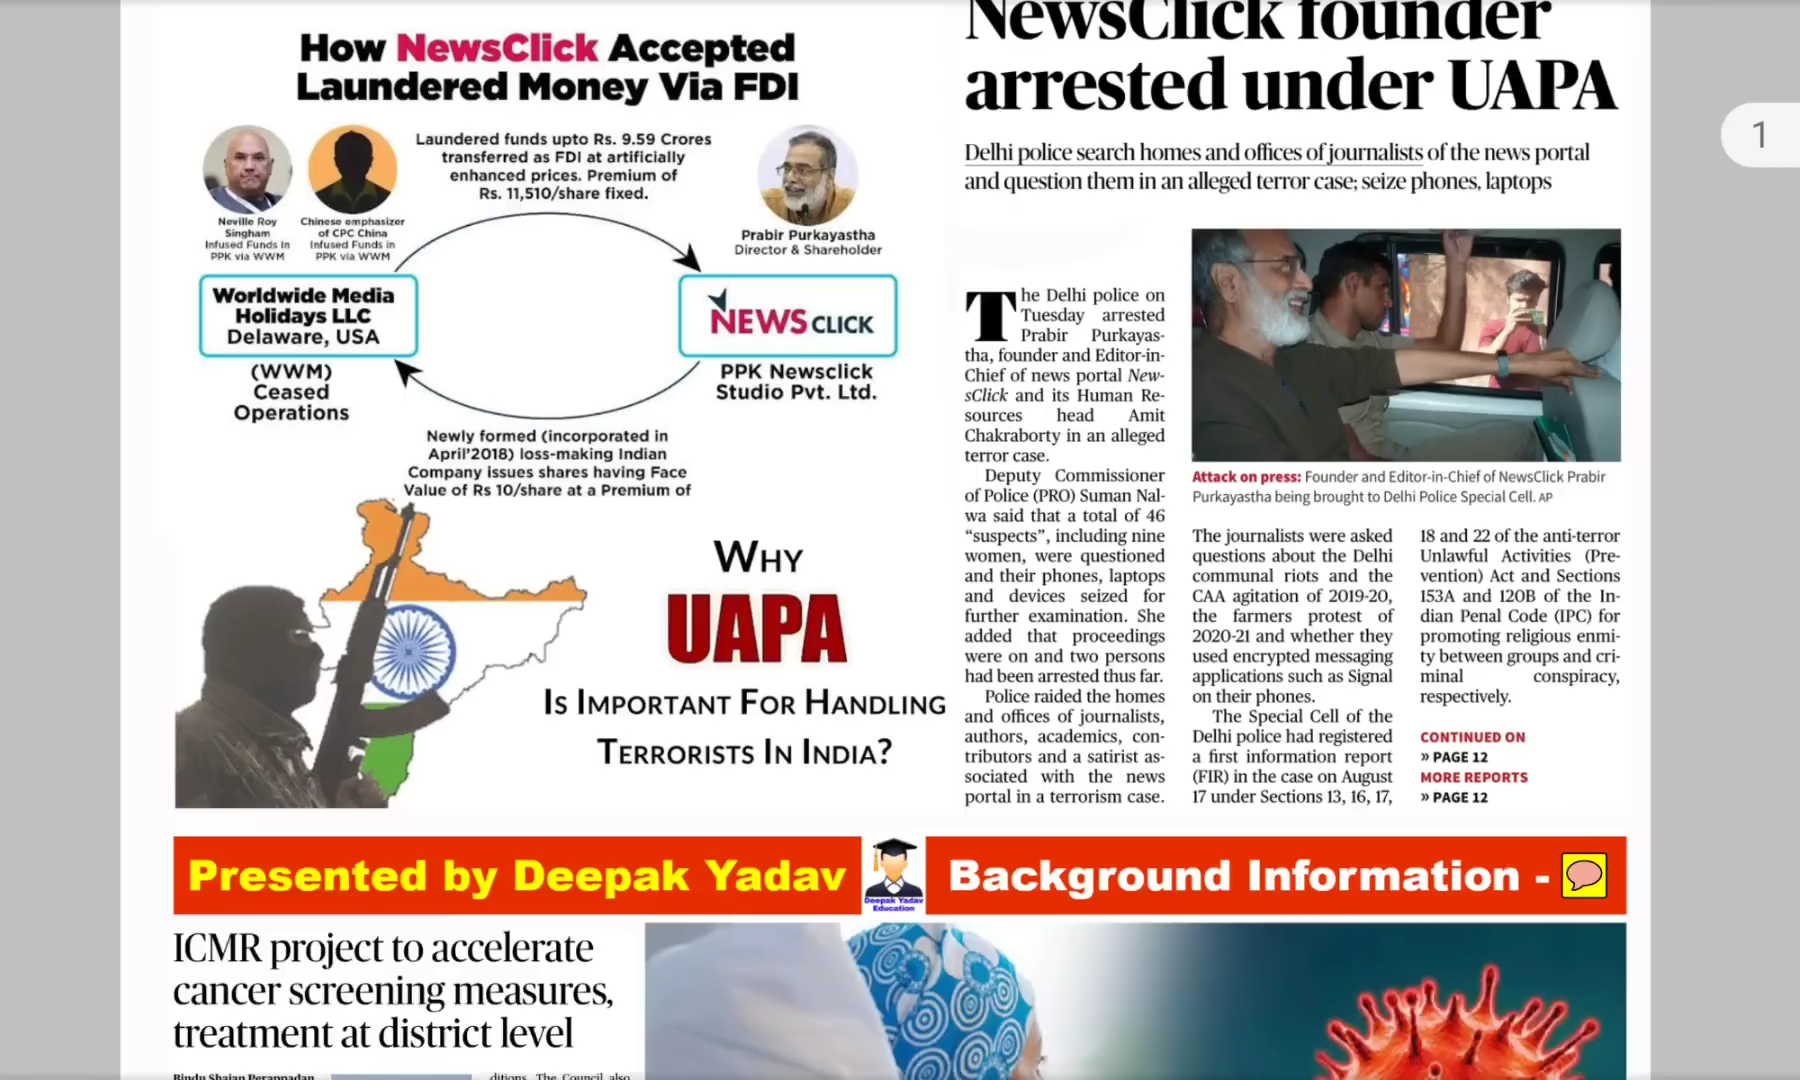 How NewsClick Accepted
Laundered Money Via FDI
Laundered funds upto Rs. 9.59 Crores
transferred as FDI at artificially
enhanced prices. Premium of
Rs. 11,510/share fixed.
Neville Roy
Singham
Infused Funds in
PPK via WWM
Chinese emphasizer
of CPC China
Infused Funds in
PPK via WWM
Prabir Purkayastha
Director & Shareholder
Worldwide Media
Holidays LLC
Delaware, USA
(WWM)
Ceased
Operations
NEWS CLICK
PPK Newsclick
Studio Pvt. Ltd.
Newly formed (incorporated in
April'2018) loss-making Indian
Company issues shares having Face
Value of Rs 10/share at a Premium of
WHY
UAPA
IS IMPORTANT FOR HANDLING
TERRORISTS IN INDIA?
NewsClick founder
arrested under UAPA
Delhi police search homes and offices of journalists of the news portal
and question them in an alleged terror case; seize phones, laptops
The Delhi police on
Tuesday arrested
Prabir Purkayas-
tha, founder and Editor-in-
Chief of news portal New-
sClick and its Human Re-
sources head Amit
Chakraborty in an alleged
terror case.
Deputy Commissioner
of Police (PRO) Suman Nal-
wa said that a total of 46
“suspects”, including nine
women, were questioned
and their phones, laptops
and devices seized for
further examination. She
added that proceedings
were on and two persons
had been arrested thus far.
Police raided the homes
and offices of journalists,
authors, academics, con-
tributors and a satirist as-
sociated with the news
portal in a terrorism case.
Attack on press: Founder and Editor-in-Chief of NewsClick Prabir
Purkayastha being brought to Delhi Police Special Cell. AP
The journalists were asked
questions about the Delhi
communal riots and the
CAA agitation of 2019-20,
the farmers protest of
2020-21 and whether they
used encrypted messaging
applications such as Signal
on their phones.
The Special Cell of the
Delhi police had registered
a first information report
(FIR) in the case on August
17 under Sections 13, 16, 17,
18 and 22 of the anti-terror
Unlawful Activities (Pre-
vention) Act and Sections
153A and 120B of the In-
dian Penal Code (IPC) for
promoting religious enmi-
ty between groups and cri-
minal conspiracy,
respectively.
CONTINUED ON
» PAGE 12
MORE REPORTS
» PAGE 12
1
Presented by Deepak Yadav
Deepak Yadav
Education
Background Information -
ICMR project to accelerate
cancer screening measures,
treatment at district level
Bindu Shajan Perappadan
ditions. The Council also